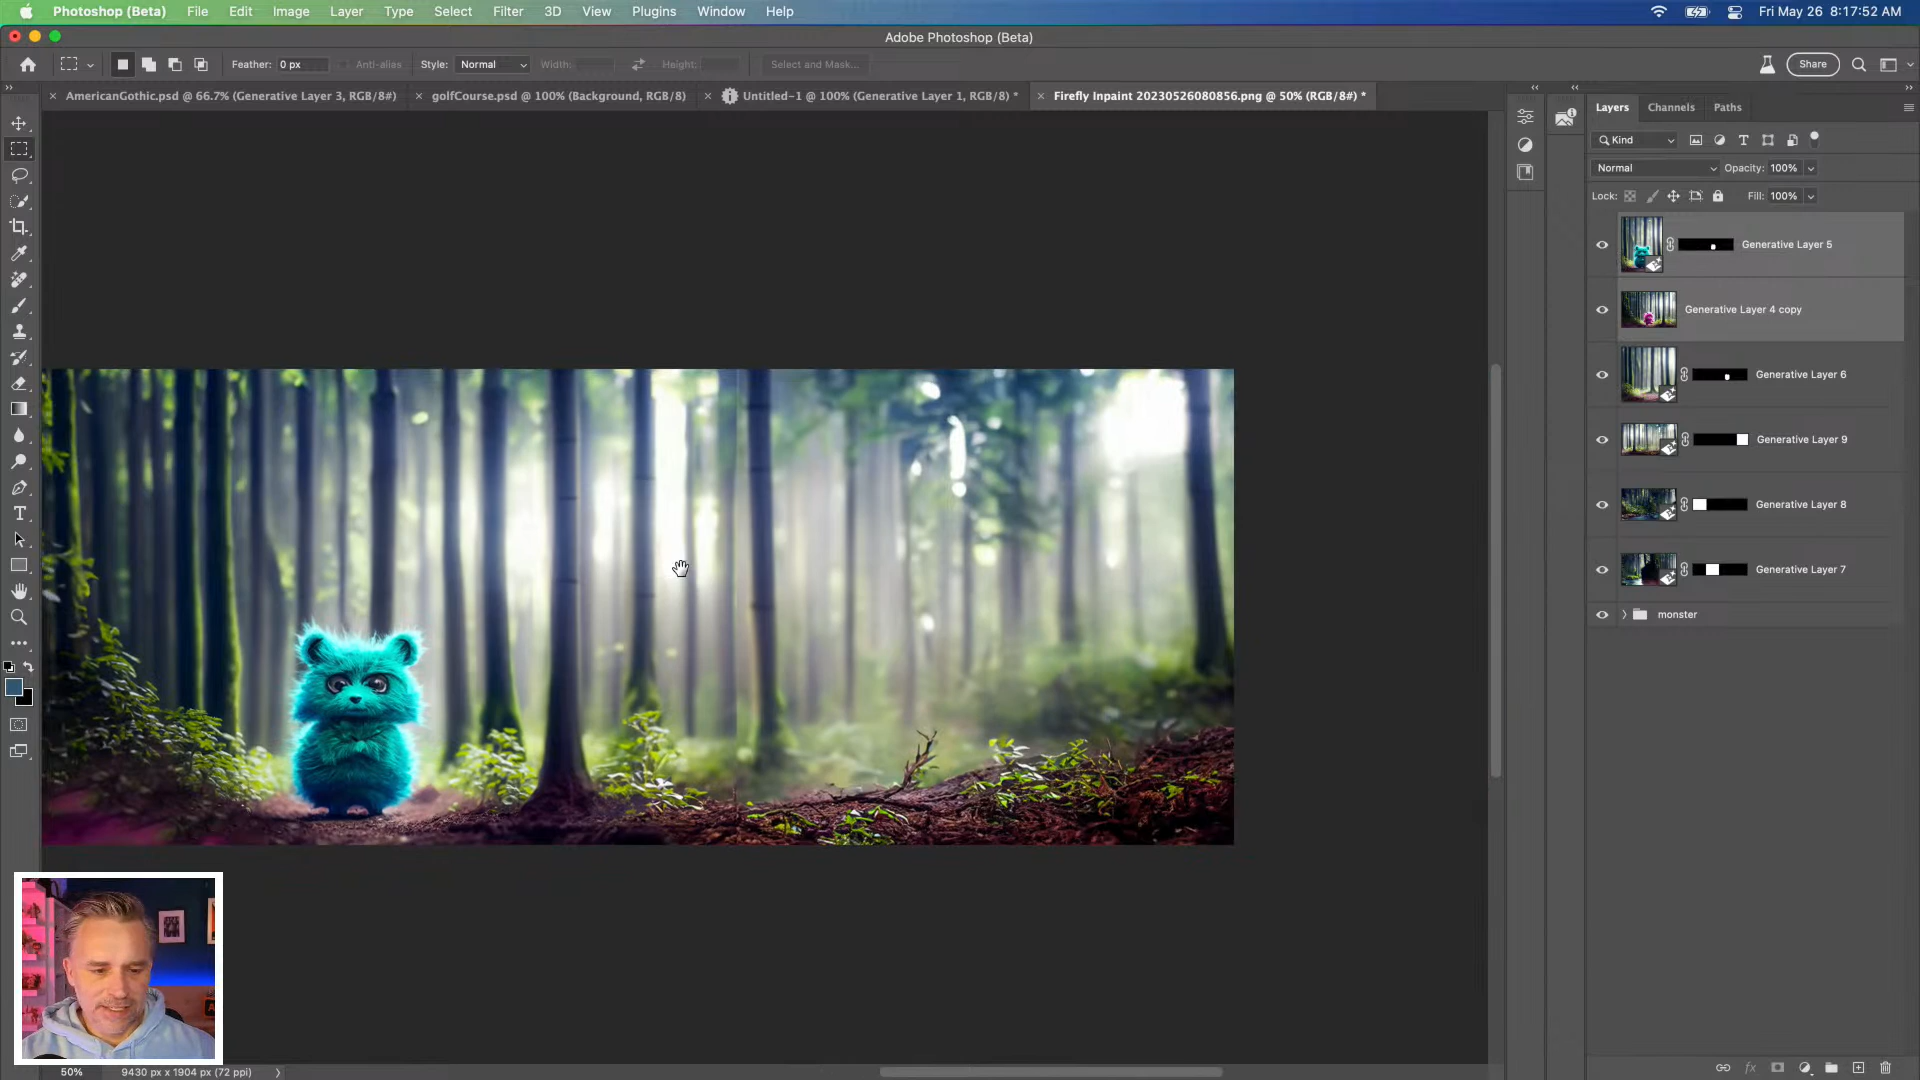 Photoshop (Beta) File Edit Image Layer Type Select Filter 3D View Plugins Window Help Fri May 26 8:17:52 AM
Adobe Photoshop (Beta)
Feather: 0 px Anti-alias Style: Normal Width: Height: Select and Mask... Share
AmericanGothic.psd @ 66.7% (Generative Layer 3, RGB/8#) golfCourse.psd @ 100% (Background, RGB/8) Untitled-1 @ 100% (Generative Layer 1, RGB/8) * Firefly Inpaint 20230526080856.png @ 50% (RGB/8#) *
Layers Channels Paths
Kind
Normal Opacity: 100%
Lock: Fill: 100%
Generative Layer 5
Generative Layer 4 copy
Generative Layer 6
Generative Layer 9
Generative Layer 8
Generative Layer 7
monster
50% 9430 px x 1904 px (72 ppi)